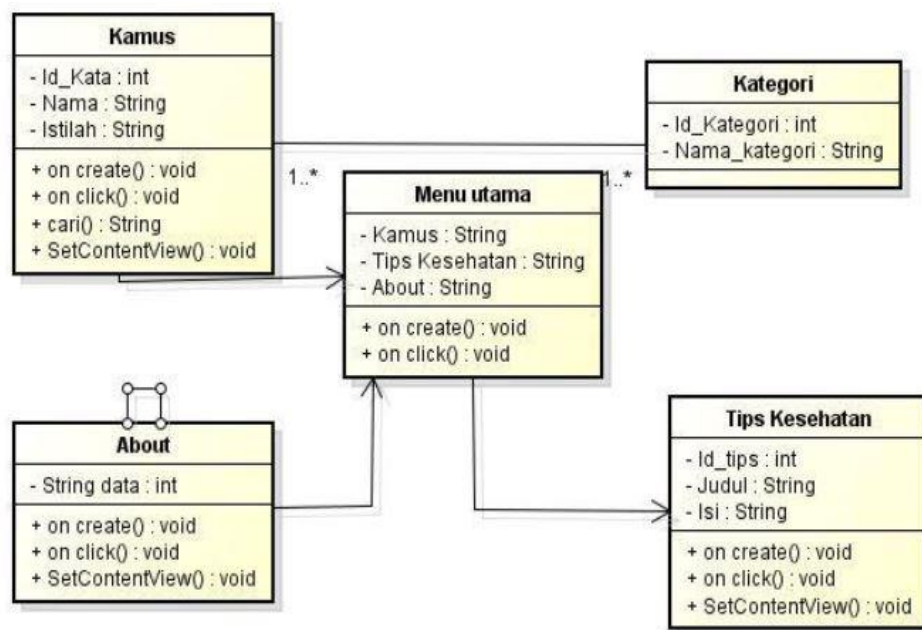 Kamus
- Id_Kata : int
- Nama : String
- Istilah : String
+ on create() : void
+ on click() : void
+ cari() : String
+ SetContentView() : void
Kategori
- Id_Kategori : int
- Nama_kategori : String
1..*
1..*
Menu utama
- Kamus : String
- Tips Kesehatan : String
- About : String
+ on create() : void
+ on click() : void
About
- String data : int
+ on create() : void
+ on click() : void
+ SetContentView() : void
Tips Kesehatan
- Id_tips : int
- Judul : String
- Isi : String
+ on create() : void
+ on click() : void
+ SetContentView() : void